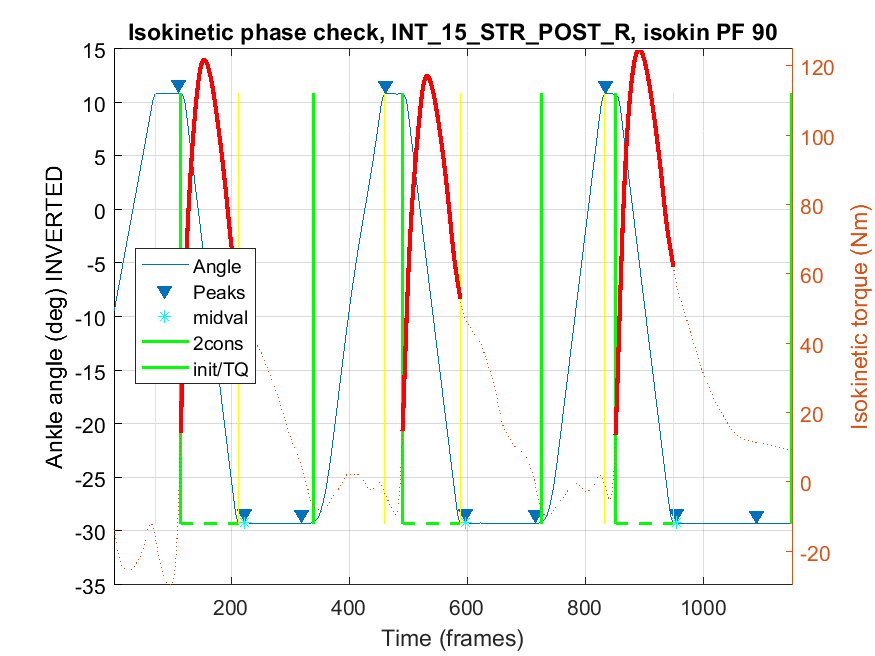 Isokinetic phase check, INT_15_STR_POST_R, isokin PF 90
Ankle angle (deg) INVERTED
15
10
5
0
-5
-10
-15
-20
-25
-30
-35
Angle
Peaks
midval
2cons
init/TQ
200
400
600
800
1000
Time (frames)
120
100
80
60
40
20
0
-20
Isokinetic torque (Nm)